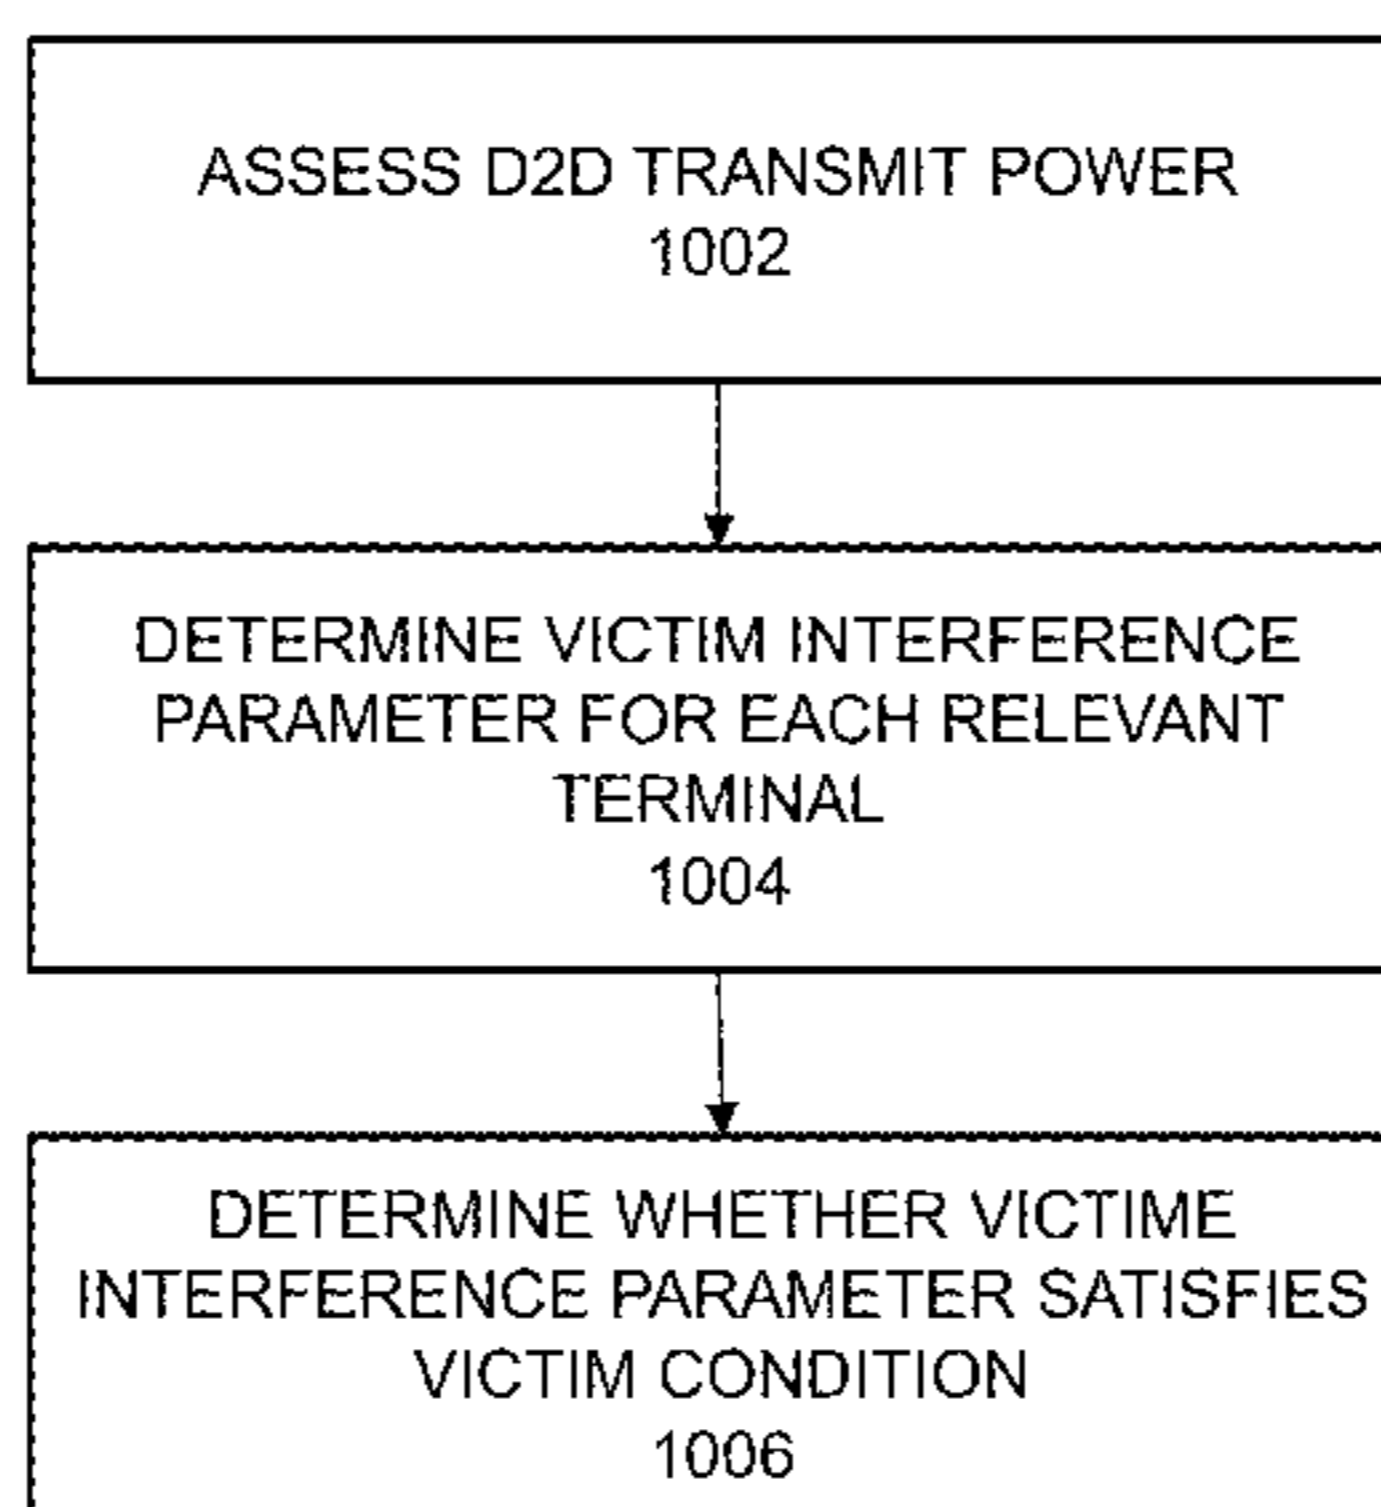 ASSESS D2D TRANSMIT POWER
1002
DETERMINE VICTIM INTERFERENCE
PARAMETER FOR EACH RELEVANT
TERMINAL
1004
DETERMINE WHETHER VICTIME
INTERFERENCE PARAMETER SATISFIES
VICTIM CONDITION
1006